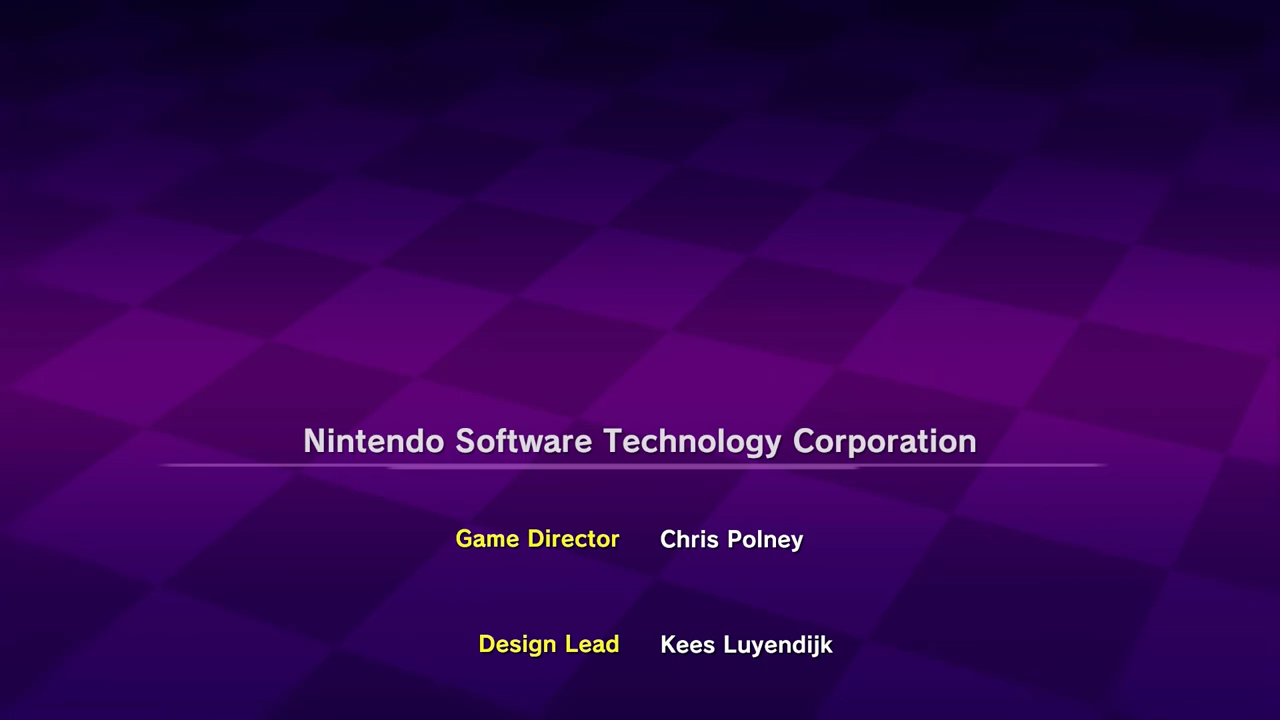 Nintendo Software Technology Corporation
Game Director Chris Polney
Design Lead Kees Luyendijk